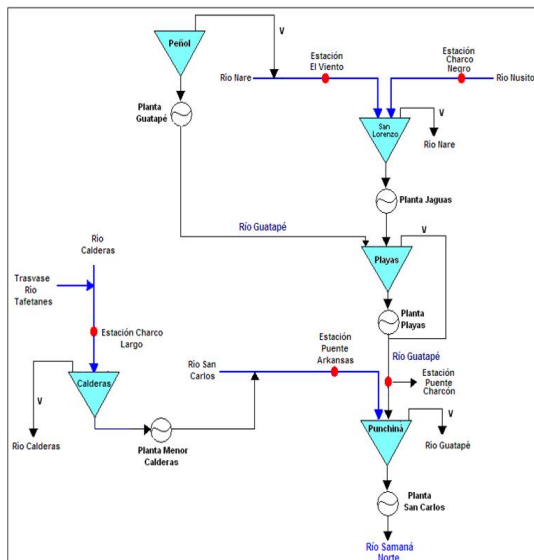 Peñol
V
Estación
El Viento
Estación
Charco
Negro
Río Nare
Río Nusito
Planta
Guatapé
San
Lorenzo
V
Río Nare
Planta Jaguas
Río Guatapé
V
Playas
Río
Calderas
Trasvase
Río
Tafetanes
Planta
Playas
Estación Charco
Largo
Estación
Puente
Arkansas
Río Guatapé
Río San
Carlos
Estación
Puente
Charcón
Calderas
V
Punchiná
V
Río Calderas
Planta Menor
Calderas
Río Guatapé
Planta
San Carlos
Río Samaná
Norte